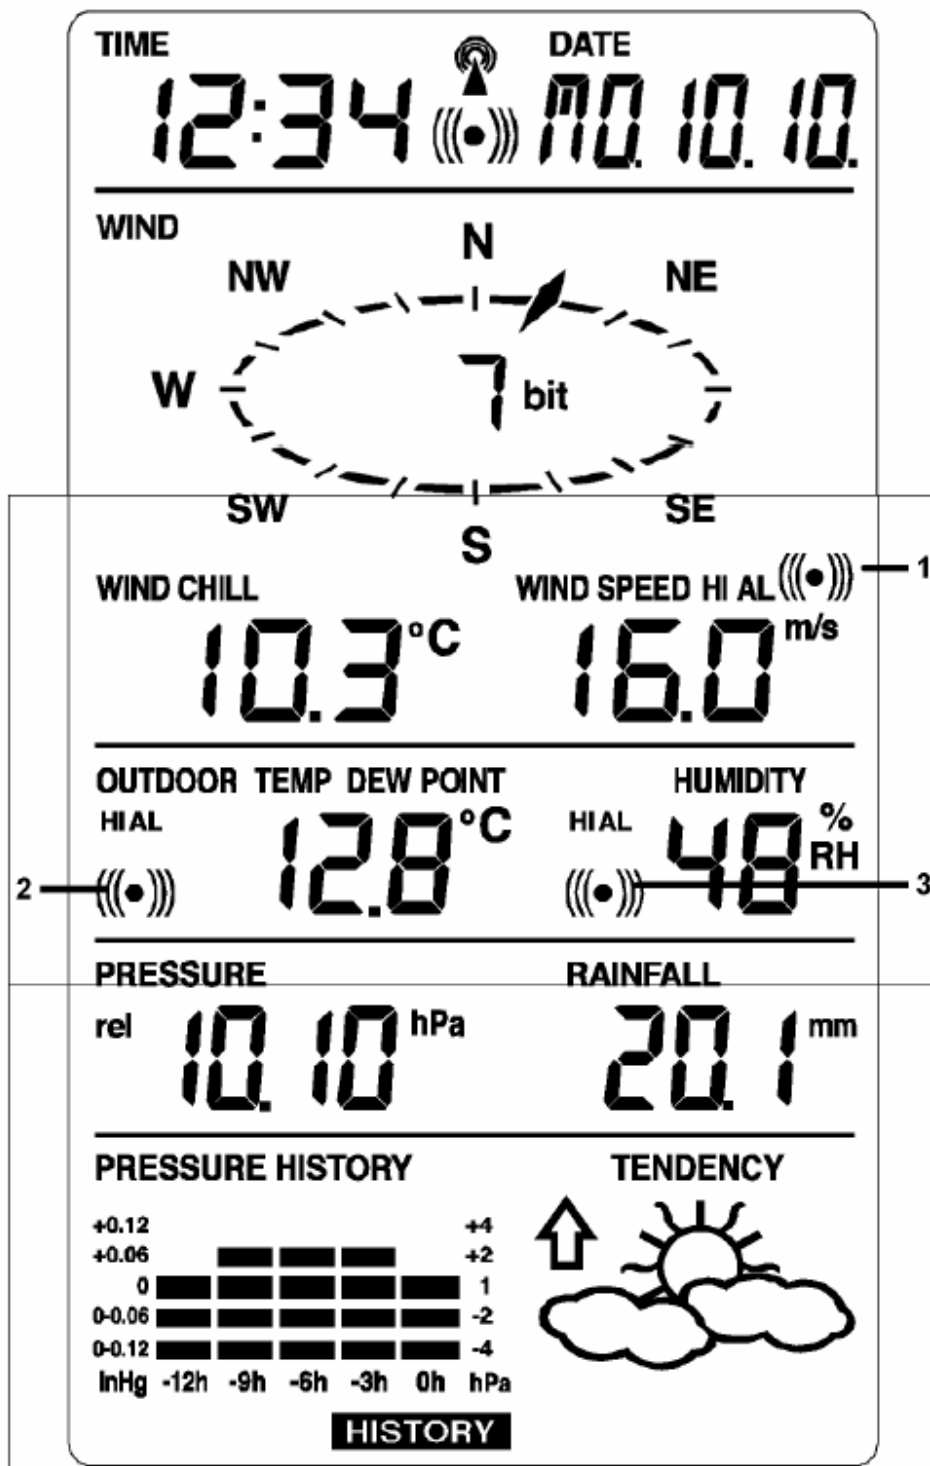 TIME DATE
12:34 MO. 10. 10.
WIND
N
NW NE
W 7 bit
SW SE
S
1
WIND CHILL WIND SPEED HI AL
10.3 °C 16.0 m/s
OUTDOOR TEMP DEW POINT HUMIDITY
HI AL 12.8 °C HI AL 48 % RH
2 3
PRESSURE RAINFALL
rel 10.10 hPa 20.1 mm
PRESSURE HISTORY TENDENCY
+0.12 +4
+0.06 +2
0 1
0-0.06 -2
0-0.12 -4
InHg -12h -9h -6h -3h 0h hPa
HISTORY